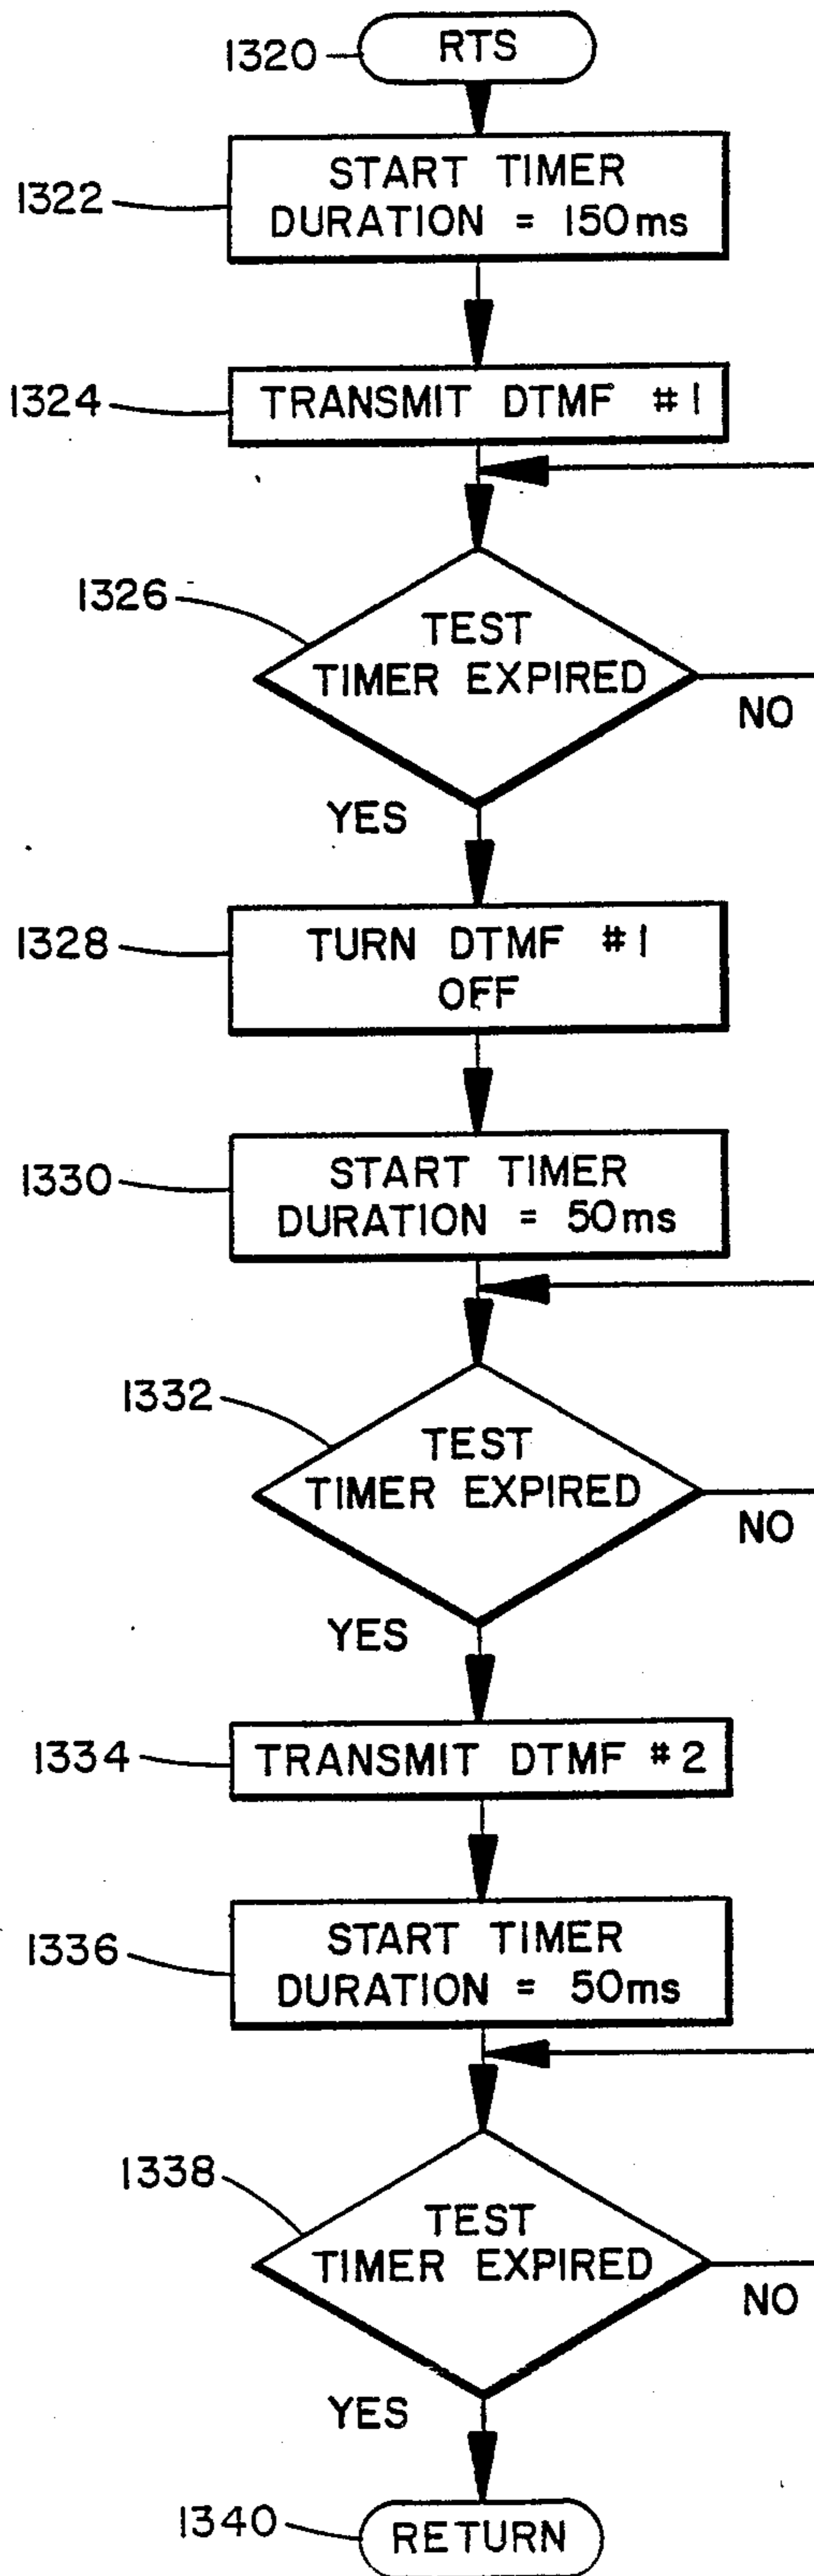 1320
RTS
1322
START TIMER
DURATION = 150ms
1324
TRANSMIT DTMF #1
1326
TEST
TIMER EXPIRED
NO
YES
1328
TURN DTMF #1
OFF
1330
START TIMER
DURATION = 50ms
1332
TEST
TIMER EXPIRED
NO
YES
1334
TRANSMIT DTMF #2
1336
START TIMER
DURATION = 50ms
1338
TEST
TIMER EXPIRED
NO
YES
1340
RETURN